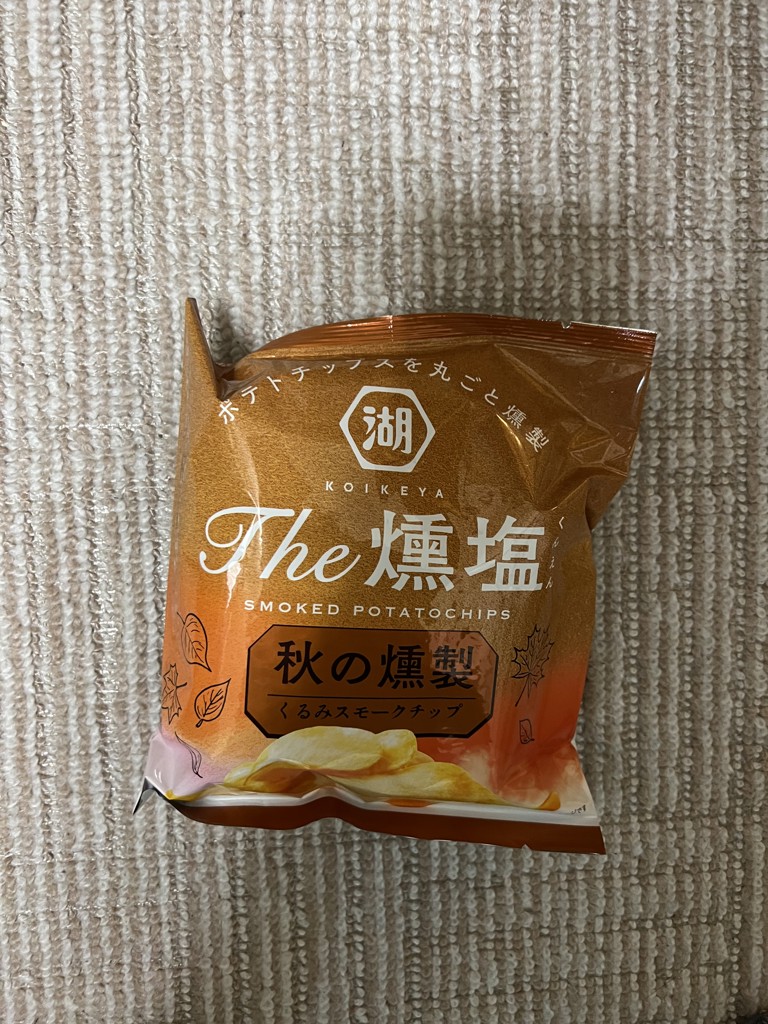 ポテトチップスを丸ごと燻製
湖
KOIKEYA
The燻塩
くんえん
SMOKED POTATOCHIPS
秋の燻製
くるみスモークチップ